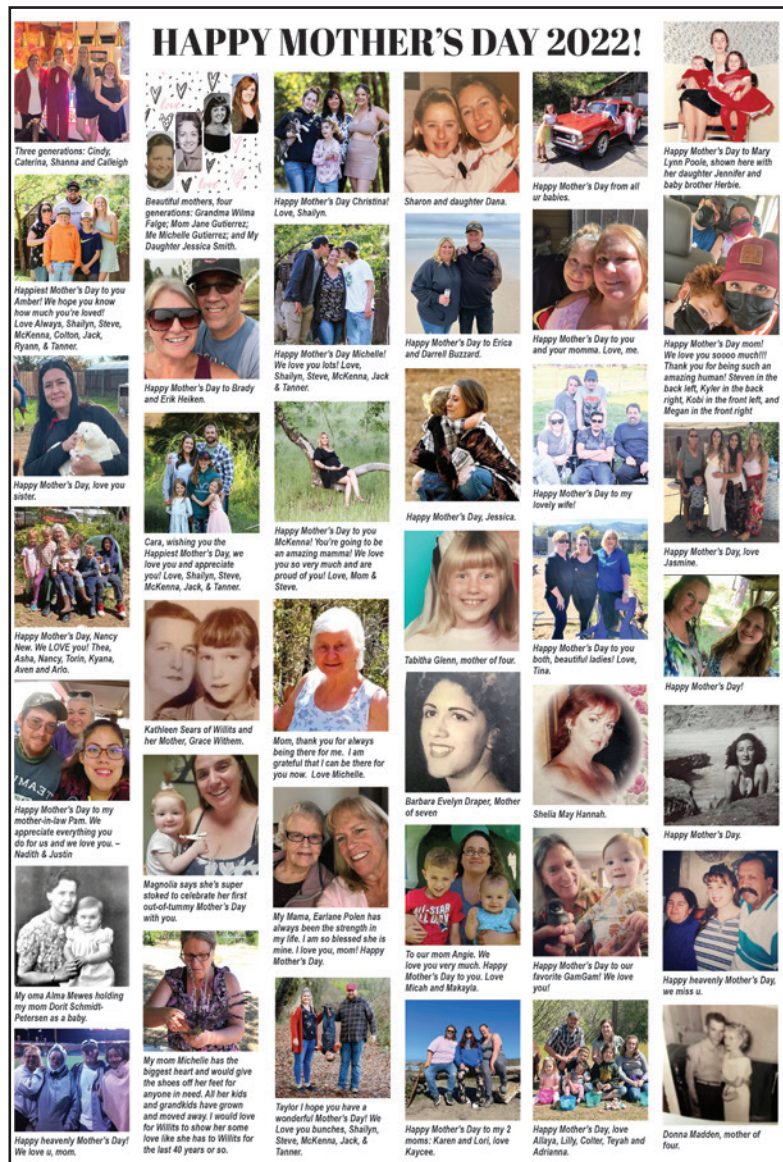 HAPPY MOTHER'S DAY 2022!
Three generations: Cindy,
Caterina, Shanna and Calleigh
Happiest Mother's Day to you
Amber! We hope you know
how much you're loved!
Love Always, Shailyn, Steve,
McKenna, Colton, Jack,
Ryann, & Tanner.
Happy Mother's Day, love you
sister.
Happy Mother's Day, Nancy
New. We LOVE you! Thea,
Asha, Nancy, Torin, Kyana,
Aven and Arlo.
Happy Mother's Day to my
mother-in-law Pam. We
appreciate everything you
do for us and we love you. –
Nadith & Justin
My oma Alma Mewes holding
my mom Dorit Schmidt-
Petersen as a baby.
Happy heavenly Mother's Day!
We love u, mom.
love
love
Beautiful mothers, four
generations: Grandma Wilma
Faige; Mom Jane Gutierrez;
Me Michelle Gutierrez; and My
Daughter Jessica Smith.
Happy Mother's Day to Brady
and Erik Heiken.
Cara, wishing you the
Happiest Mother's Day, we
love you and appreciate
you! Love, Shailyn, Steve,
McKenna, Jack, & Tanner.
Kathleen Sears of Willits and
her Mother, Grace Withem.
Magnolia says she's super
stoked to celebrate her first
out-of-tummy Mother's Day
with you.
My mom Michelle has the
biggest heart and would give
the shoes off her feet for
anyone in need. All her kids
and grandkids have grown
and moved away. I would love
for Willits to show her some
love like she has to Willits for
the last 40 years or so.
Happy Mother's Day Christina!
Love, Shailyn.
Happy Mother's Day Michelle!
We love you lots! Love,
Shailyn, Steve, McKenna, Jack
& Tanner.
Happy Mother's Day to you
McKenna! You're going to be
an amazing mamma! We love
you so very much and are
proud of you! Love, Mom &
Steve.
Mom, thank you for always
being there for me. I am
grateful that I can be there for
you now. Love Michelle.
My Mama, Earlane Polen has
always been the strength in
my life. I am so blessed she is
mine. I love you, mom! Happy
Mother's Day.
Taylor I hope you have a
wonderful Mother's Day! We
Love you bunches, Shailyn,
Steve, McKenna, Jack, &
Tanner.
Sharon and daughter Dana.
Happy Mother's Day to Erica
and Darrell Buzzard.
Happy Mother's Day, Jessica.
Tabitha Glenn, mother of four.
Barbara Evelyn Draper, Mother
of seven
ALL-STAR
To our mom Angie. We
love you very much. Happy
Mother's Day to you. Love
Micah and Makayla.
Happy Mother's Day to my 2
moms: Karen and Lori, love
Kaycee.
Happy Mother's Day from all
ur babies.
Happy Mother's Day to you
and your momma. Love, me.
Happy Mother's Day to my
lovely wife!
Happy Mother's Day to you
both, beautiful ladies! Love,
Tina.
Shelia May Hannah.
Happy Mother's Day to our
favorite GamGam! We love
you!
Happy Mother's Day, love
Allaya, Lilly, Colter, Teyah and
Adrianna.
Happy Mother's Day to Mary
Lynn Poole, shown here with
her daughter Jennifer and
baby brother Herbie.
Happy Mother's Day mom!
We love you soooo much!!!
Thank you for being such an
amazing human! Steven in the
back left, Kyler in the back
right, Kobi in the front left, and
Megan in the front right
Happy Mother's Day, love
Jasmine.
Happy Mother's Day!
Happy Mother's Day.
Happy heavenly Mother's Day,
we miss u.
Donna Madden, mother of
four.